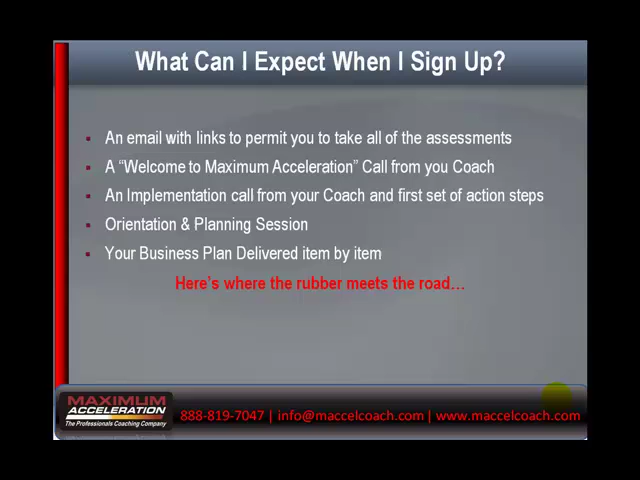 What Can I Expect When I Sign Up?
An email with links to permit you to take all of the assessments
A “Welcome to Maximum Acceleration” Call from you Coach
An Implementation call from your Coach and first set of action steps
Orientation & Planning Session
Your Business Plan Delivered item by item
Here’s where the rubber meets the road…
MAXIMUM
ACCELERATION
The Professionals Coaching Company
888-819-7047 | info@maccelcoach.com | www.maccelcoach.com